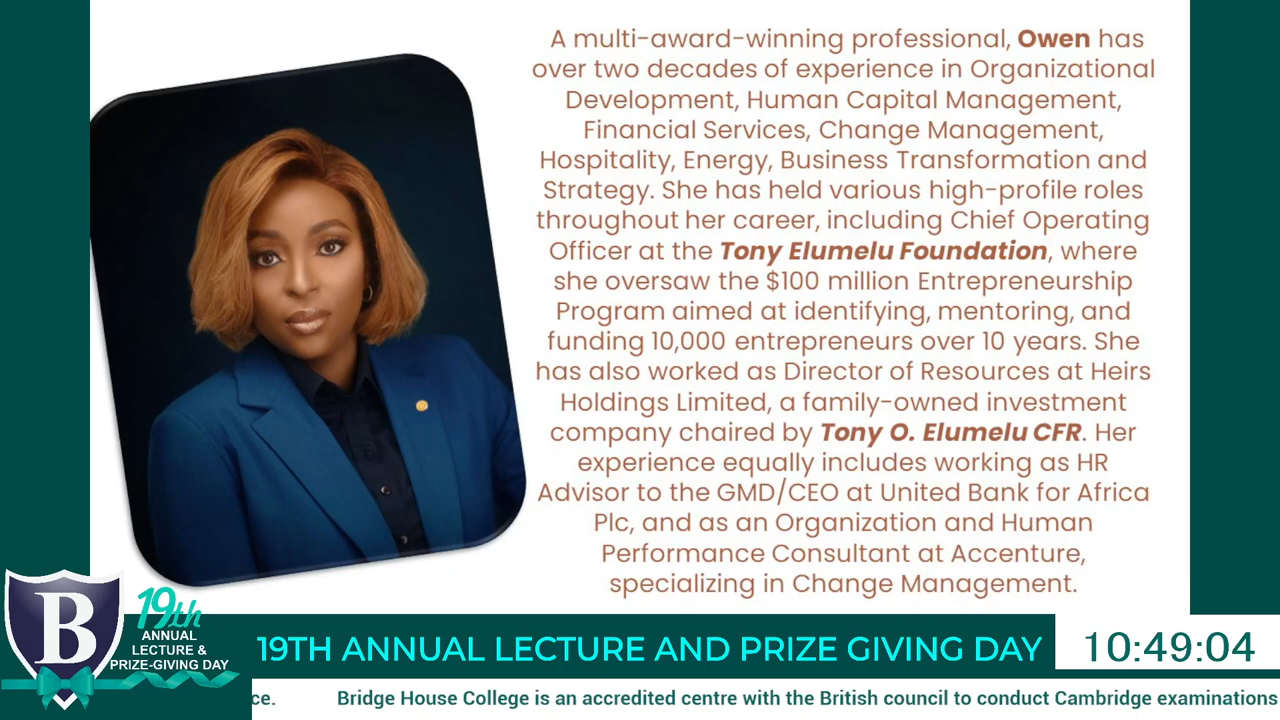 A multi-award-winning professional, Owen has
over two decades of experience in Organizational
Development, Human Capital Management,
Financial Services, Change Management,
Hospitality, Energy, Business Transformation and
Strategy. She has held various high-profile roles
throughout her career, including Chief Operating
Officer at the Tony Elumelu Foundation, where
she oversaw the $100 million Entrepreneurship
Program aimed at identifying, mentoring, and
funding 10,000 entrepreneurs over 10 years. She
has also worked as Director of Resources at Heirs
Holdings Limited, a family-owned investment
company chaired by Tony O. Elumelu CFR. Her
experience equally includes working as HR
Advisor to the GMD/CEO at United Bank for Africa
Plc, and as an Organization and Human
Performance Consultant at Accenture,
specializing in Change Management.
B
19th
ANNUAL
LECTURE &
PRIZE-GIVING DAY
19TH ANNUAL LECTURE AND PRIZE GIVING DAY
10:49:04
ce. Bridge House College is an accredited centre with the British council to conduct Cambridge examinations